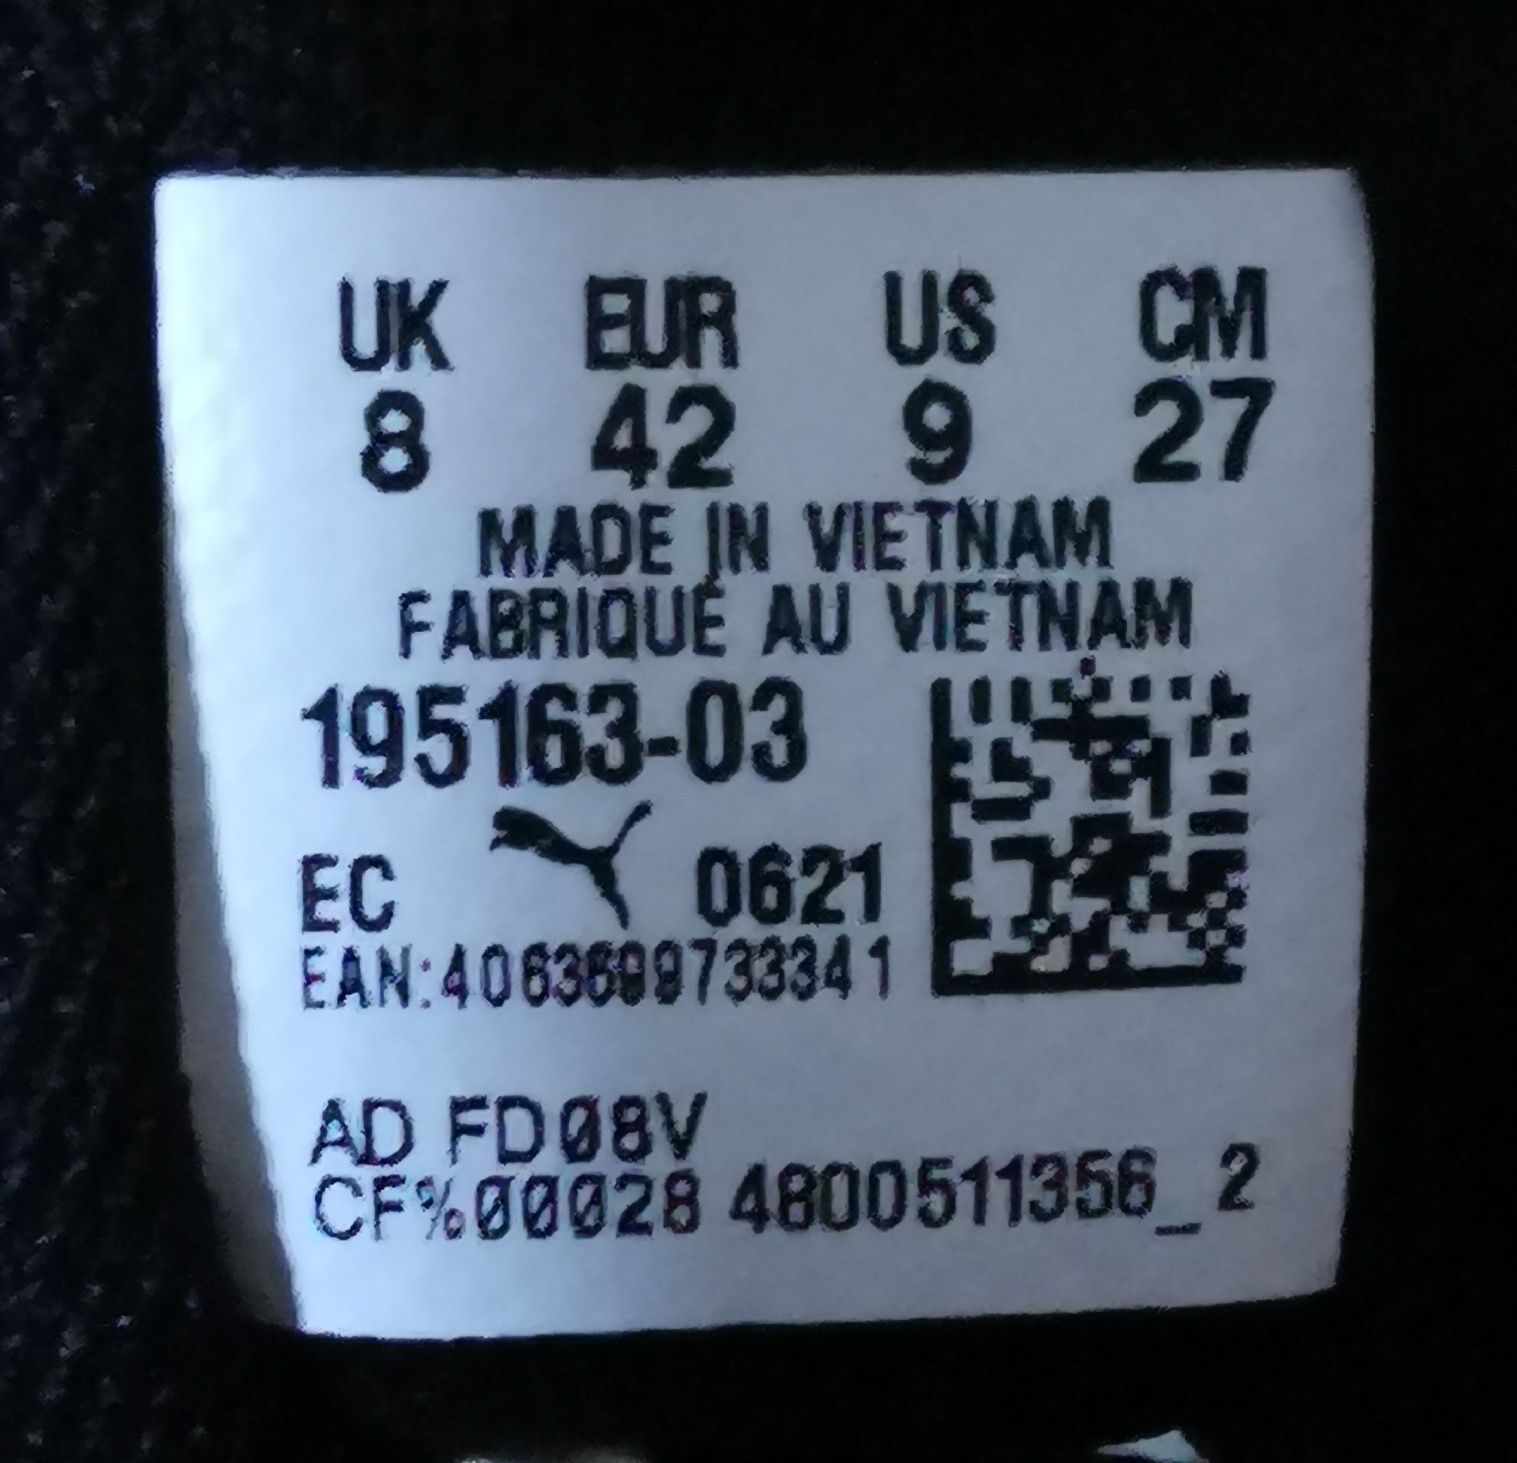 UK EUR US CM
8 42 9 27
MADE IN VIETNAM
FABRIQUÉ AU VIETNAM
195163-03
EC 0621
EAN:4063699733341
AD FD08V
CF%00028 4800511356_2